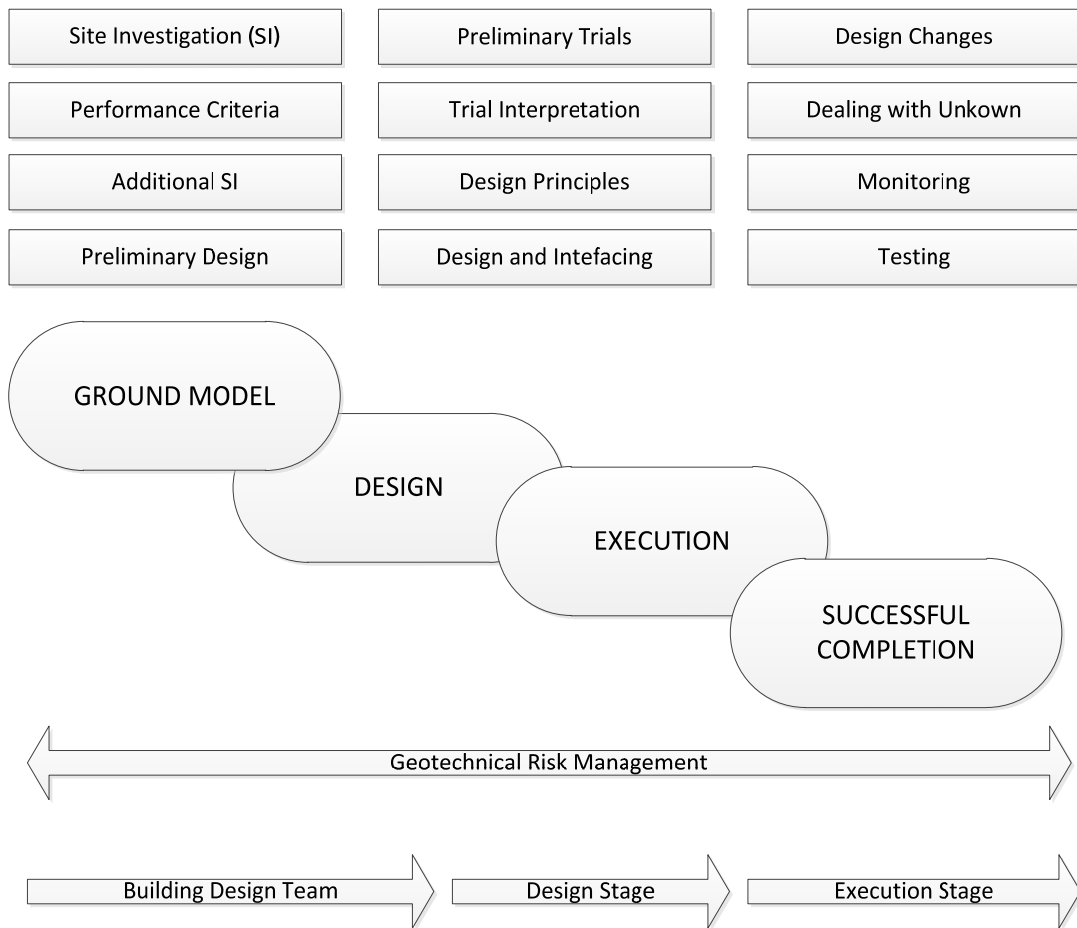 Site Investigation (SI)
Preliminary Trials
Design Changes
Performance Criteria
Trial Interpretation
Dealing with Unkown
Additional SI
Design Principles
Monitoring
Preliminary Design
Design and Intefacing
Testing
GROUND MODEL
DESIGN
EXECUTION
SUCCESSFUL
COMPLETION
Geotechnical Risk Management
Building Design Team
Design Stage
Execution Stage